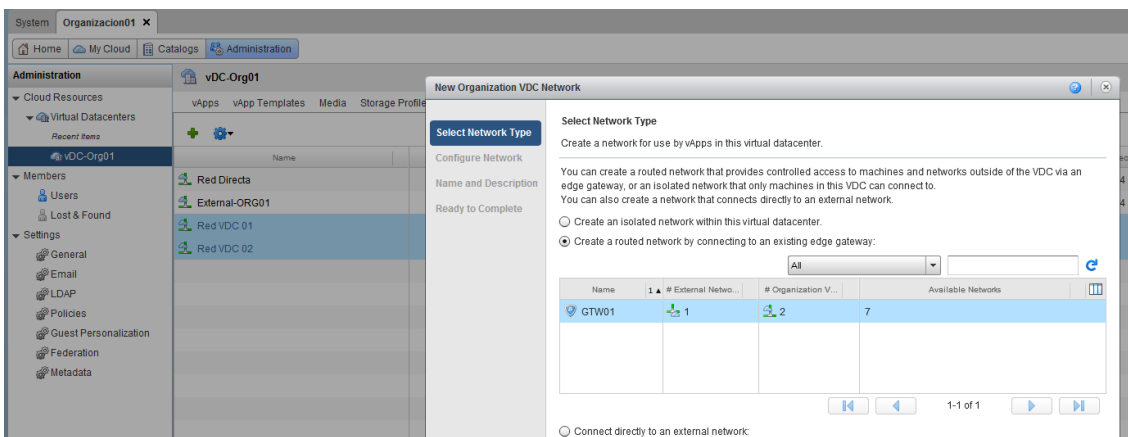 System Organizacion01
Home My Cloud Catalogs Administration
Administration
Cloud Resources
Virtual Datacenters
Recent Items
vDC-Org01
Members
Users
Lost & Found
Settings
General
Email
LDAP
Policies
Guest Personalization
Federation
Metadata
vDC-Org01
vApps vApp Templates Media Storage Profile
Name
Red Directa
External-ORG01
Red VDC 01
Red VDC 02
New Organization VDC Network
Select Network Type
Configure Network
Name and Description
Ready to Complete
Select Network Type
Create a network for use by vApps in this virtual datacenter.
You can create a routed network that provides controlled access to machines and networks outside of the VDC via an
edge gateway, or an isolated network that only machines in this VDC can connect to.
You can also create a network that connects directly to an external network.
Create an isolated network within this virtual datacenter.
Create a routed network by connecting to an existing edge gateway:
All
Name 1 ▲ # External Netwo... # Organization V... Available Networks
GTW01 1 2 7
1-1 of 1
Connect directly to an external network: